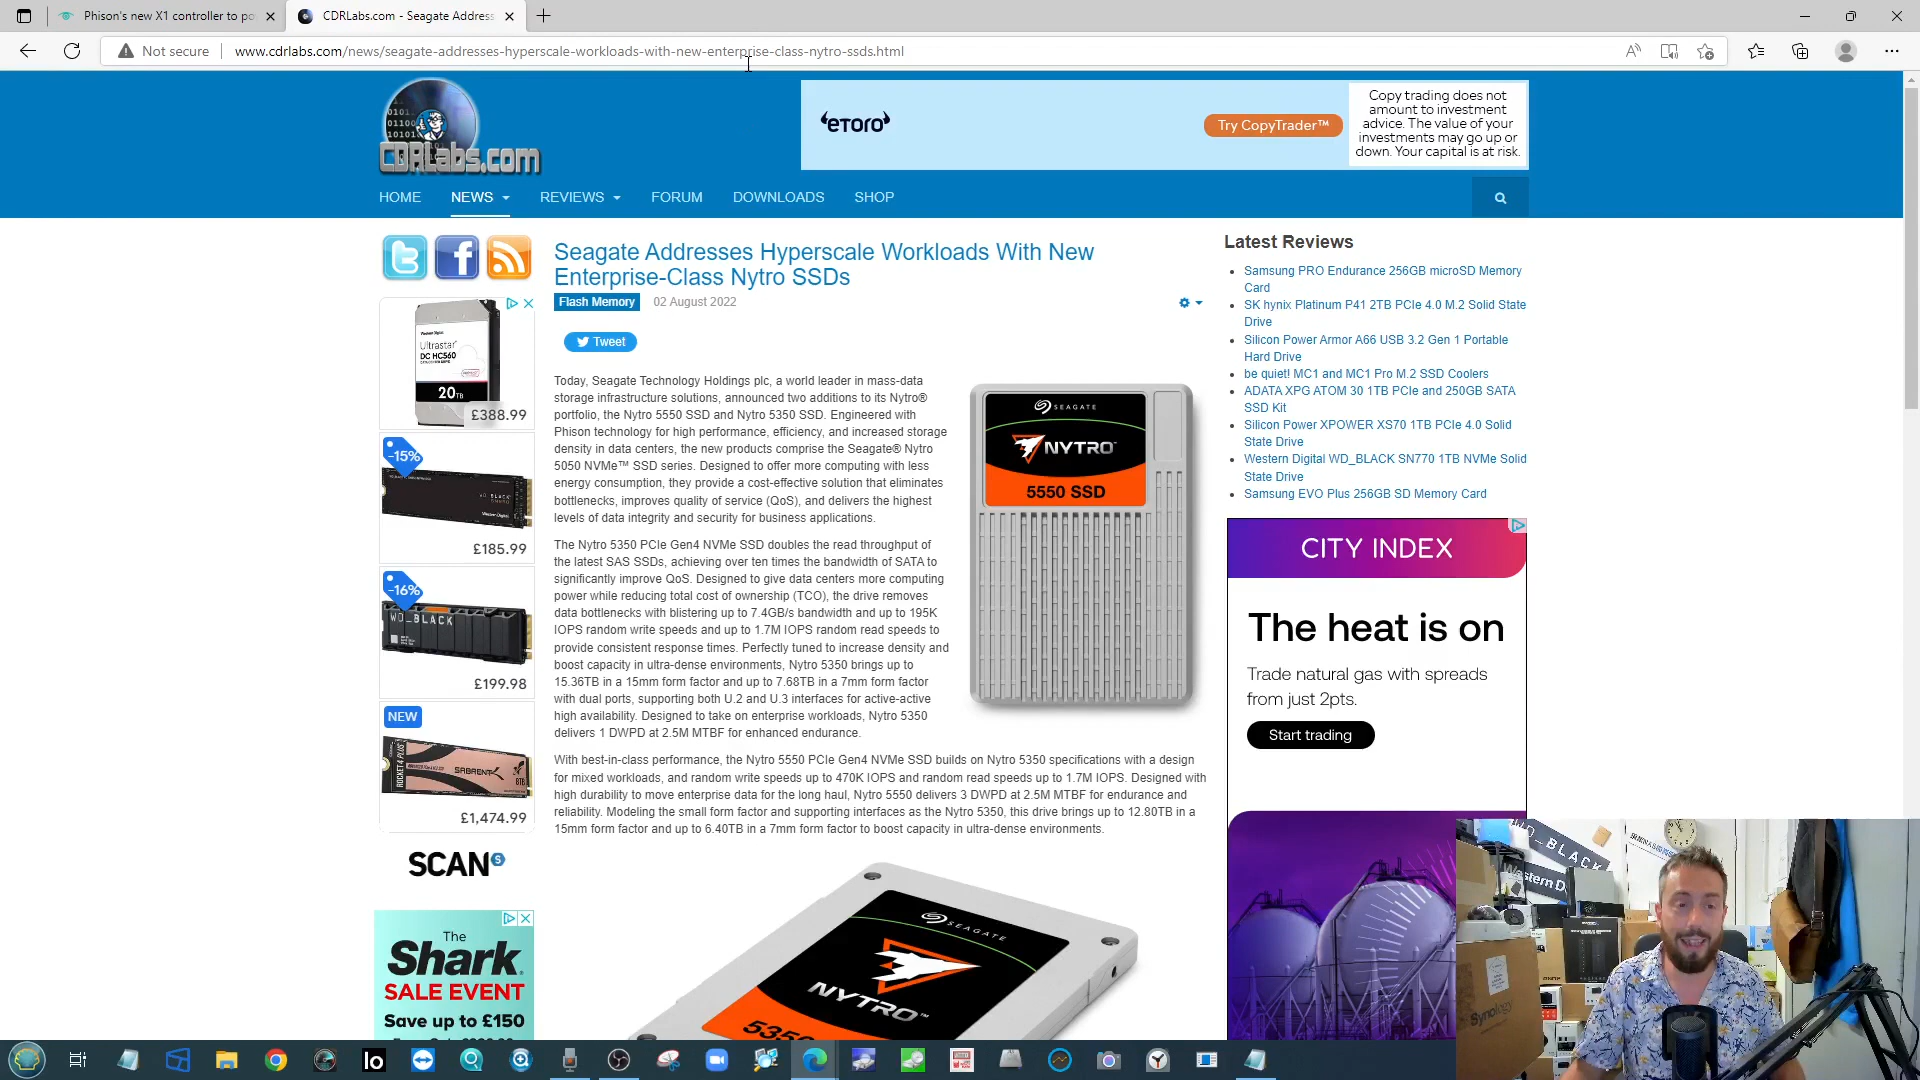 Phison's new X1 controller to po
CDRLabs.com - Seagate Address
Not secure
www.cdrlabs.com/news/seagate-addresses-hyperscale-workloads-with-new-enterprise-class-nytro-ssds.html
CDRLabs.com
etoro
Try CopyTrader™
Copy trading does not
amount to investment
advice. The value of your
investments may go up or
down. Your capital is at risk.
HOME
NEWS
REVIEWS
FORUM
DOWNLOADS
SHOP
Seagate Addresses Hyperscale Workloads With New
Enterprise-Class Nytro SSDs
Flash Memory
02 August 2022
Tweet
Today, Seagate Technology Holdings plc, a world leader in mass-data
storage infrastructure solutions, announced two additions to its Nytro®
portfolio, the Nytro 5550 SSD and Nytro 5350 SSD. Engineered with
Phison technology for high performance, efficiency, and increased storage
density in data centers, the new products comprise the Seagate® Nytro
5050 NVMe™ SSD series. Designed to offer more computing with less
energy consumption, they provide a cost-effective solution that eliminates
bottlenecks, improves quality of service (QoS), and delivers the highest
levels of data integrity and security for business applications.
The Nytro 5350 PCIe Gen4 NVMe SSD doubles the read throughput of
the latest SAS SSDs, achieving over ten times the bandwidth of SATA to
significantly improve QoS. Designed to give data centers more computing
power while reducing total cost of ownership (TCO), the drive removes
data bottlenecks with blistering up to 7.4GB/s bandwidth and up to 195K
IOPS random write speeds and up to 1.7M IOPS random read speeds to
provide consistent response times. Perfectly tuned to increase density and
boost capacity in ultra-dense environments, Nytro 5350 brings up to
15.36TB in a 15mm form factor and up to 7.68TB in a 7mm form factor
with dual ports, supporting both U.2 and U.3 interfaces for active-active
high availability. Designed to take on enterprise workloads, Nytro 5350
delivers 1 DWPD at 2.5M MTBF for enhanced endurance.
With best-in-class performance, the Nytro 5550 PCIe Gen4 NVMe SSD builds on Nytro 5350 specifications with a design
for mixed workloads, and random write speeds up to 470K IOPS and random read speeds up to 1.7M IOPS. Designed with
high durability to move enterprise data for the long haul, Nytro 5550 delivers 3 DWPD at 2.5M MTBF for endurance and
reliability. Modeling the small form factor and supporting interfaces as the Nytro 5350, this drive brings up to 12.80TB in a
15mm form factor and up to 6.40TB in a 7mm form factor to boost capacity in ultra-dense environments.
SEAGATE
NYTRO™
5550 SSD
SEAGATE
NYTRO™
5350
Western Digital
Ultrastar
DC HC560
20TB
£388.99
-15%
WD_BLACK
£185.99
-16%
WD_BLACK
£199.98
NEW
ROCKET 4 PLUS
SABRENT
8TB
£1,474.99
SCAN
The
Shark
SALE EVENT
Save up to £150
Latest Reviews
Samsung PRO Endurance 256GB microSD Memory
Card
SK hynix Platinum P41 2TB PCIe 4.0 M.2 Solid State
Drive
Silicon Power Armor A66 USB 3.2 Gen 1 Portable
Hard Drive
be quiet! MC1 and MC1 Pro M.2 SSD Coolers
ADATA XPG ATOM 30 1TB PCIe and 250GB SATA
SSD Kit
Silicon Power XPOWER XS70 1TB PCIe 4.0 Solid
State Drive
Western Digital WD_BLACK SN770 1TB NVMe Solid
State Drive
Samsung EVO Plus 256GB SD Memory Card
CITY INDEX
The heat is on
Trade natural gas with spreads
from just 2pts.
Start trading
WD_BLACK
Western D
Synology
Io